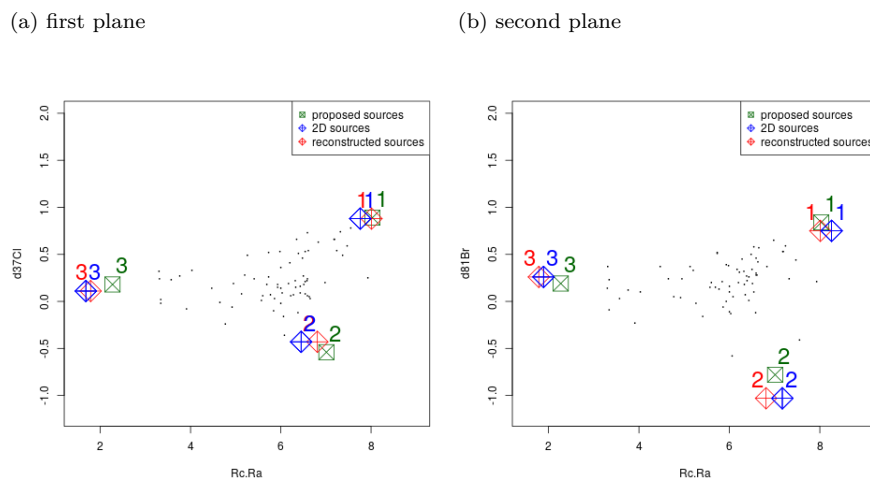 (a) first plane
(b) second plane
proposed sources
2D sources
reconstructed sources
proposed sources
2D sources
reconstructed sources
2.0
1.5
1.0
0.5
0.0
-0.5
-1.0
d37Cl
1 1 1
3 3 3
2 2 2
2 4 6 8
Rc.Ra
2.0
1.5
1.0
0.5
0.0
-0.5
-1.0
d81Br
1 1 1
3 3 3
2
2 2
2 4 6 8
Rc.Ra